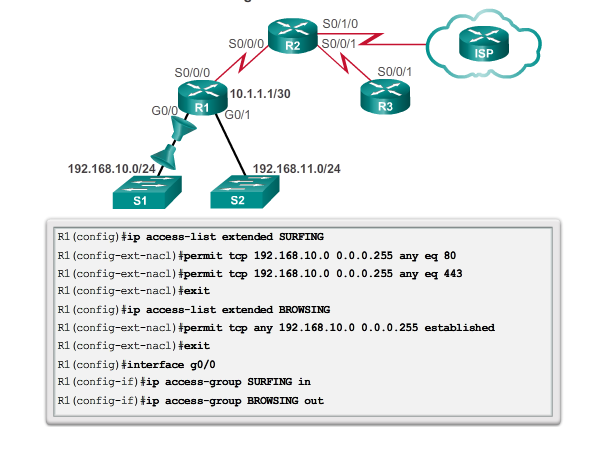 S0/1/0
R2
S0/0/0
S0/0/1
ISP
S0/0/0
S0/0/1
10.1.1.1/30
R1
R3
G0/0
G0/1
192.168.10.0/24
192.168.11.0/24
S1
S2
R1(config)#ip access-list extended SURFING
R1(config-ext-nacl)#permit tcp 192.168.10.0 0.0.0.255 any eq 80
R1(config-ext-nacl)#permit tcp 192.168.10.0 0.0.0.255 any eq 443
R1(config-ext-nacl)#exit
R1(config)#ip access-list extended BROWSING
R1(config-ext-nacl)#permit tcp any 192.168.10.0 0.0.0.255 established
R1(config-ext-nacl)#exit
R1(config)#interface g0/0
R1(config-if)#ip access-group SURFING in
R1(config-if)#ip access-group BROWSING out